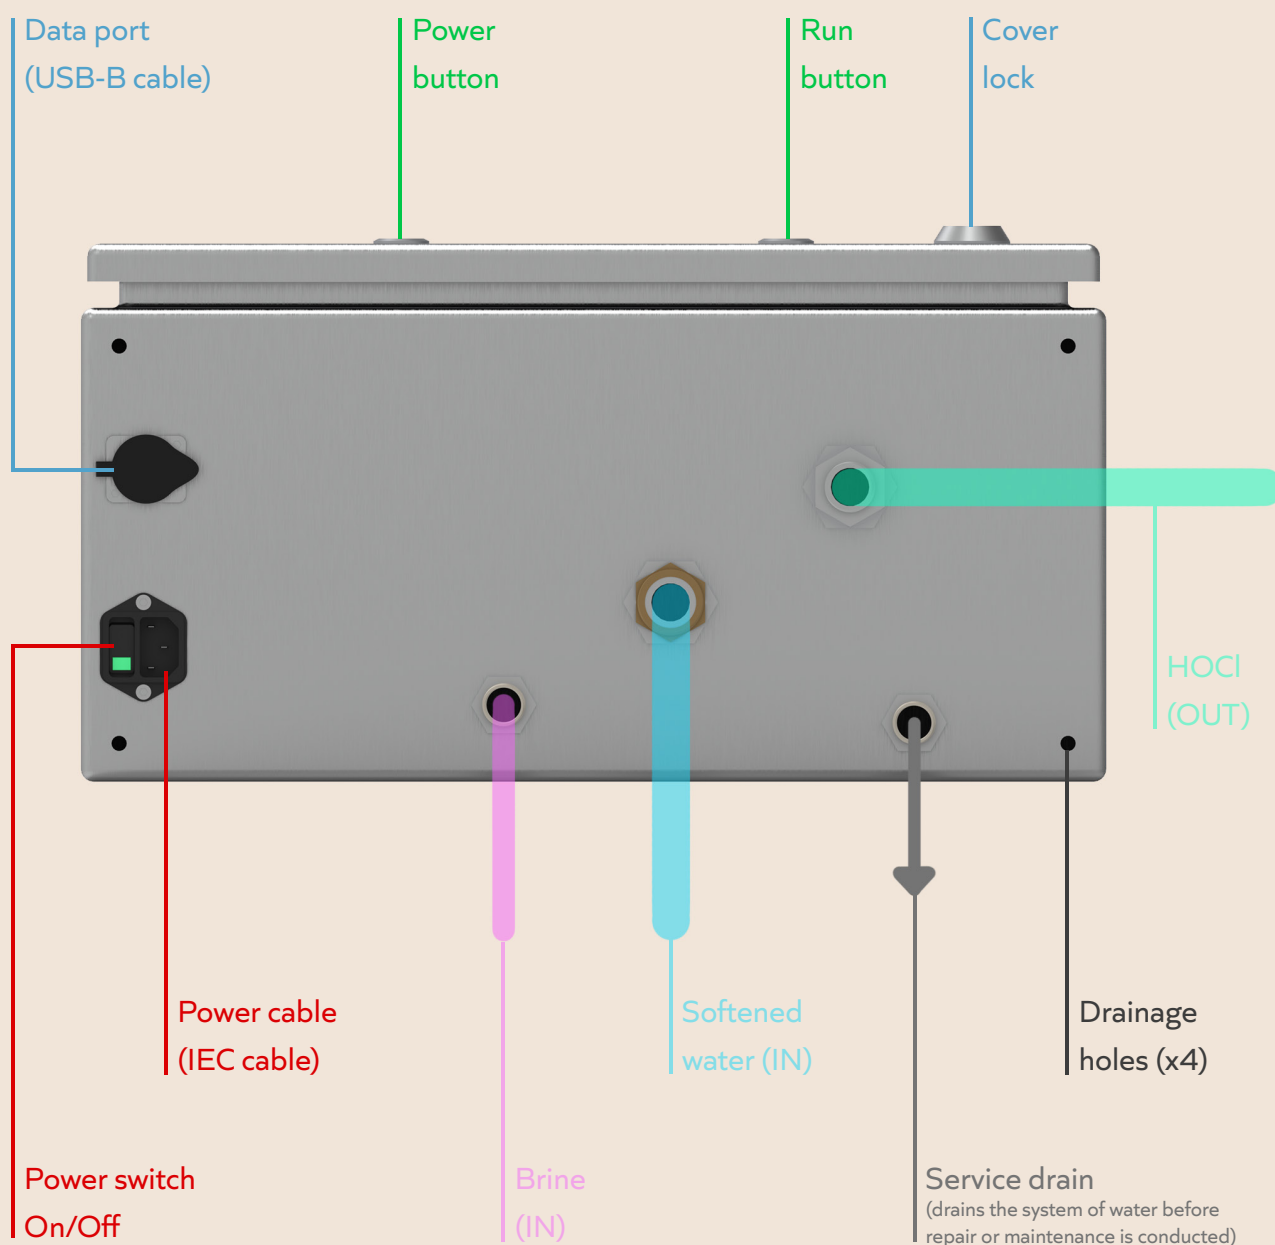 Data port
(USB-B cable)
Power
button
Run
button
Cover
lock
HOCl
(OUT)
Power cable
(IEC cable)
Softened
water (IN)
Drainage
holes (x4)
Power switch
On/Off
Brine
(IN)
Service drain
(drains the system of water before
repair or maintenance is conducted)